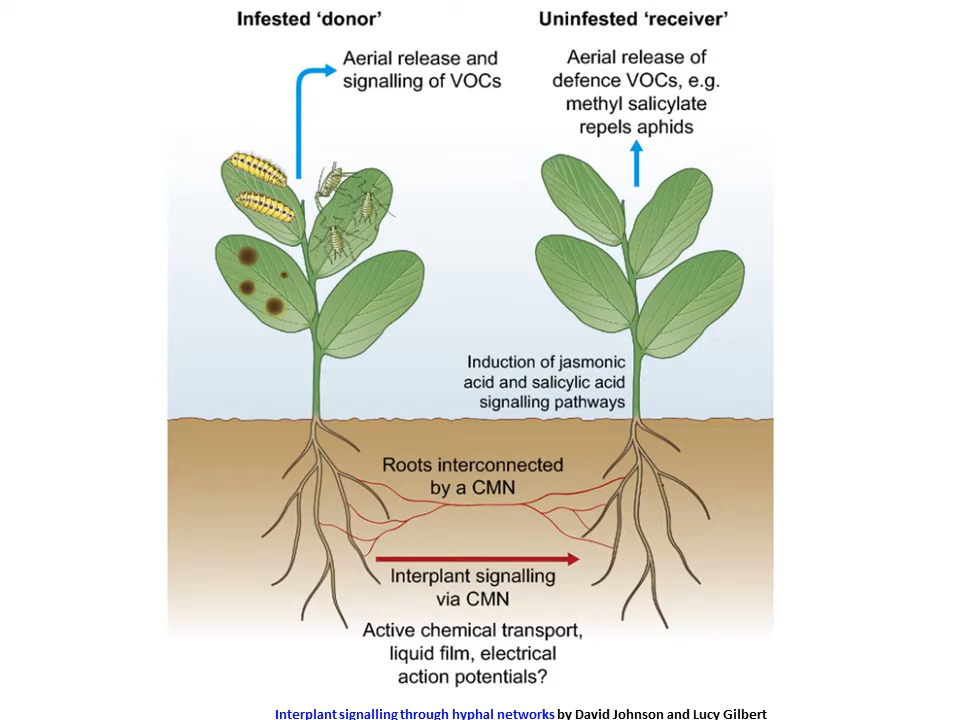 Infested ‘donor’
Uninfested ‘receiver’
Aerial release and
signalling of VOCs
Aerial release of
defence VOCs, e.g.
methyl salicylate
repels aphids
Induction of jasmonic
acid and salicylic acid
signalling pathways
Roots interconnected
by a CMN
Interplant signalling
via CMN
Active chemical transport,
liquid film, electrical
action potentials?
Interplant signalling through hyphal networks by David Johnson and Lucy Gilbert